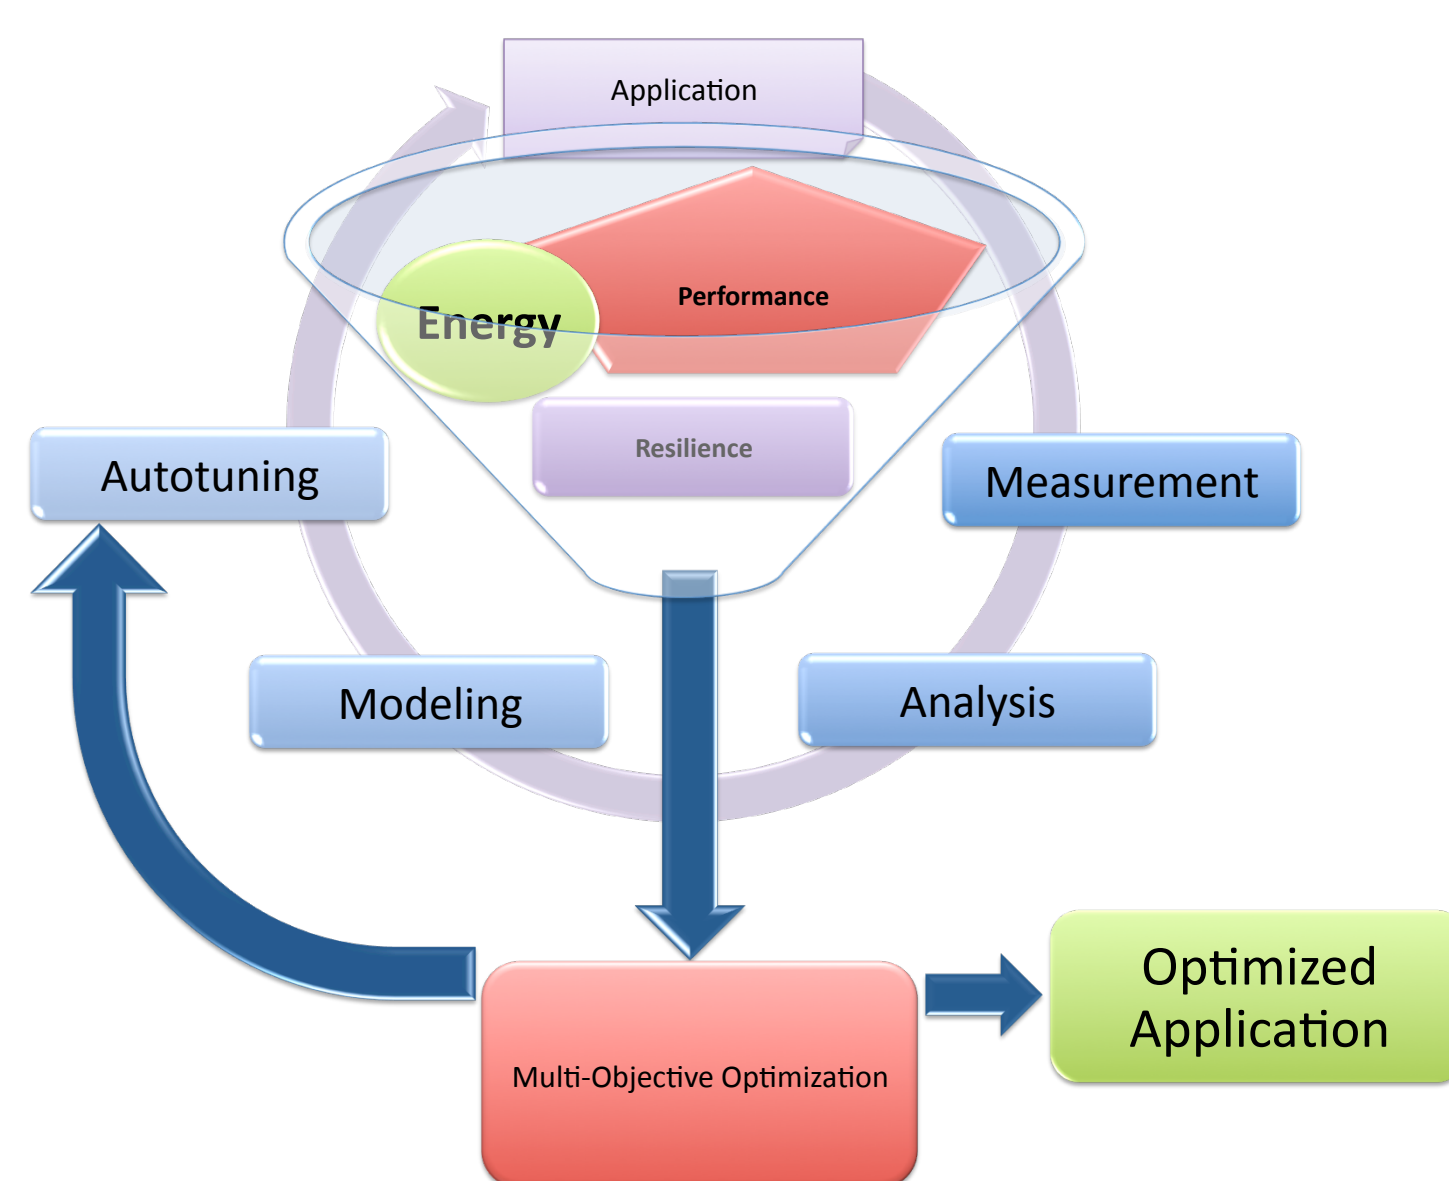 Application
Performance
Energy
Resilience
Autotuning
Measurement
Modeling
Analysis
Optimized
Application
Multi-Objective Optimization